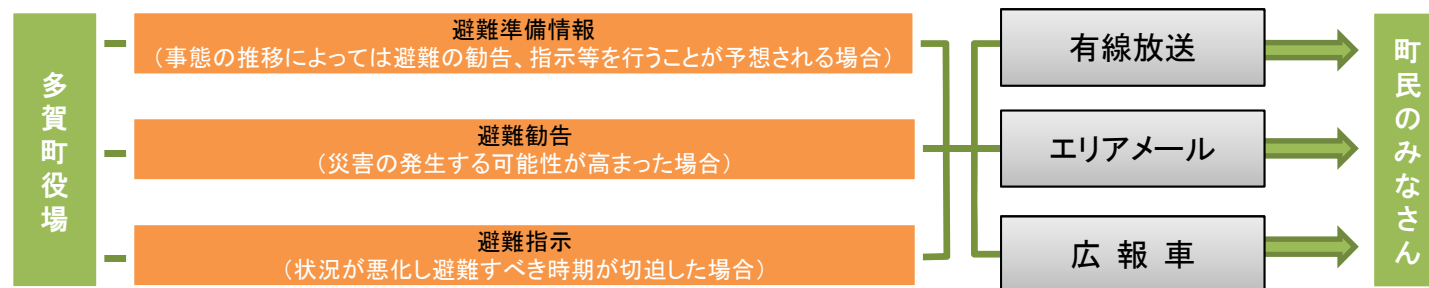 多賀町役場
避難準備情報
（事態の推移によっては避難の勧告、指示等を行うことが予想される場合）
避難勧告
（災害の発生する可能性が高まった場合）
避難指示
（状況が悪化し避難すべき時期が切迫した場合）
有線放送
エリアメール
広 報 車
町民のみなさん